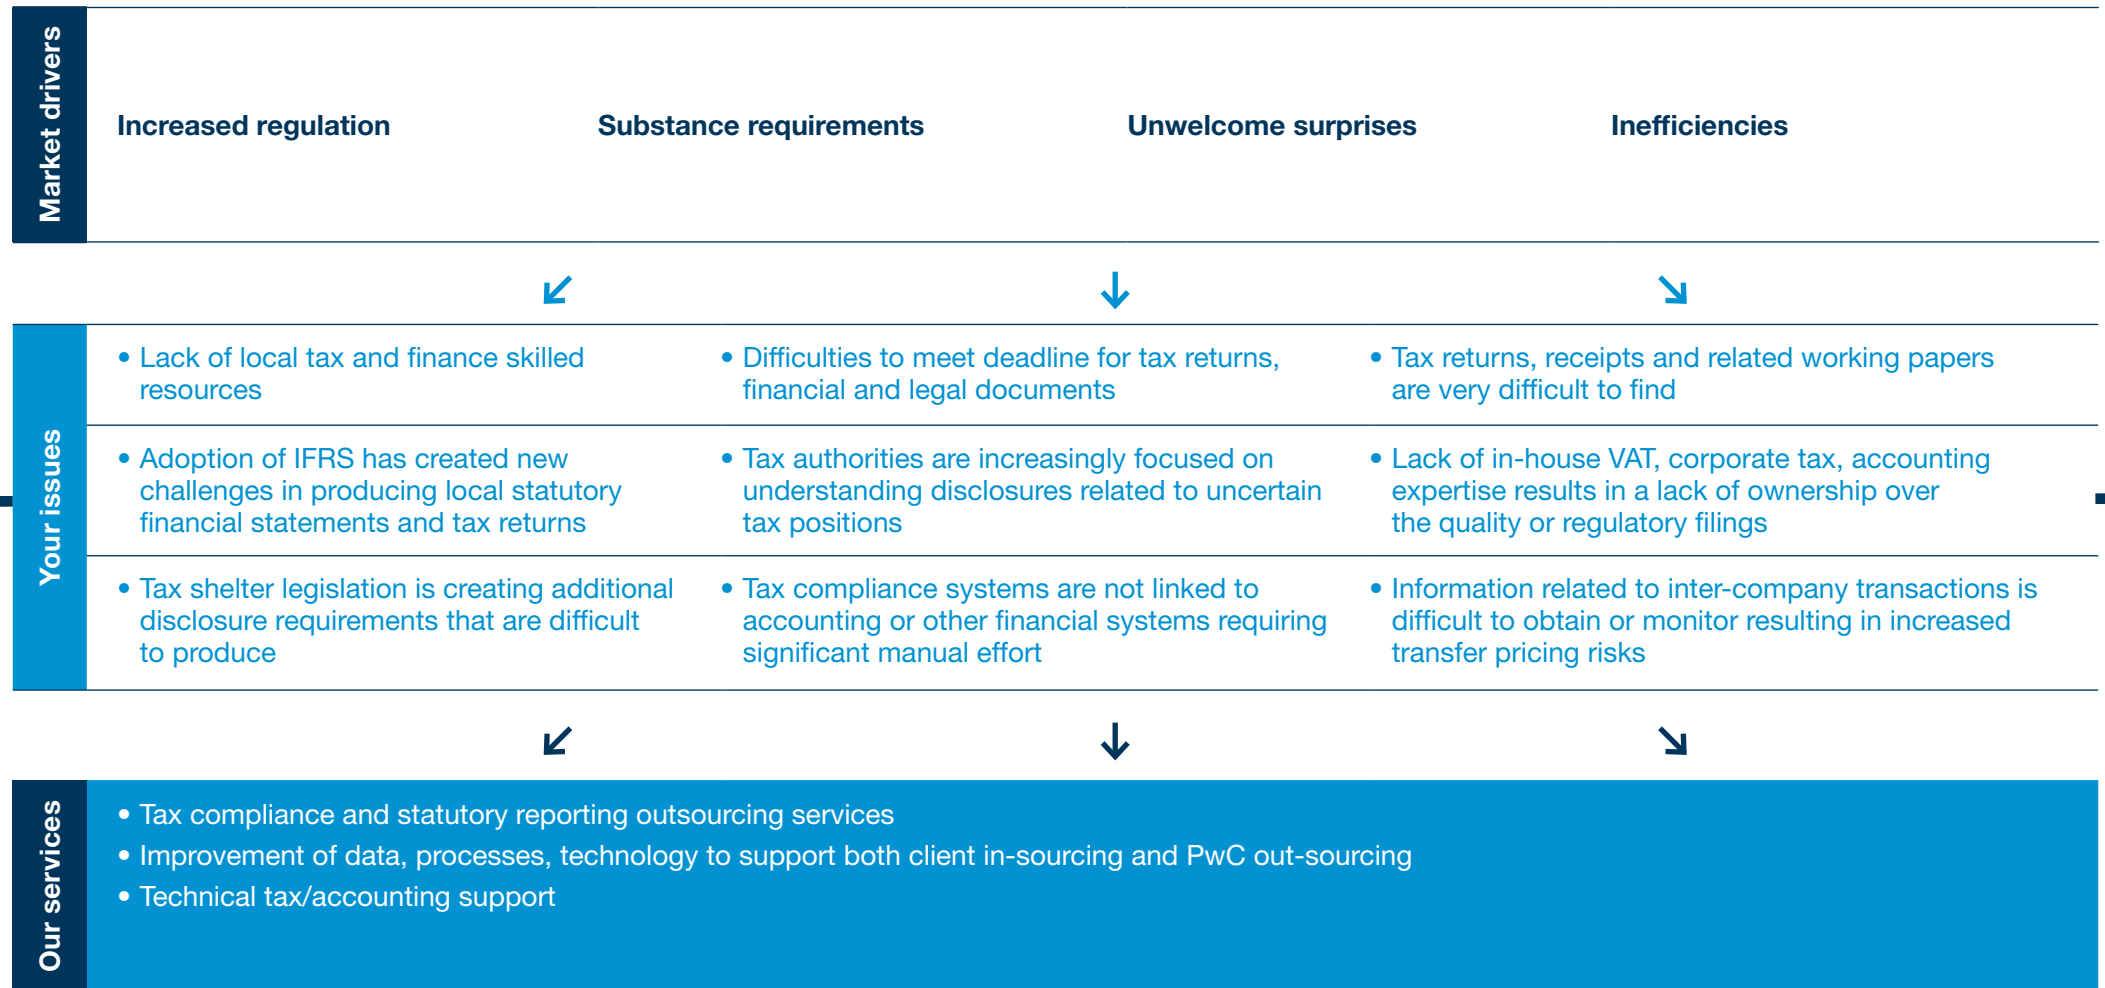 Market drivers
Increased regulation
Substance requirements
Unwelcome surprises
Inefficiencies
Your issues
• Lack of local tax and finance skilled
resources
• Difficulties to meet deadline for tax returns,
financial and legal documents
• Tax returns, receipts and related working papers
are very difficult to find
• Adoption of IFRS has created new
challenges in producing local statutory
financial statements and tax returns
• Tax authorities are increasingly focused on
understanding disclosures related to uncertain
tax positions
• Lack of in-house VAT, corporate tax, accounting
expertise results in a lack of ownership over
the quality or regulatory filings
• Tax shelter legislation is creating additional
disclosure requirements that are difficult
to produce
• Tax compliance systems are not linked to
accounting or other financial systems requiring
significant manual effort
• Information related to inter-company transactions is
difficult to obtain or monitor resulting in increased
transfer pricing risks
Our services
• Tax compliance and statutory reporting outsourcing services
• Improvement of data, processes, technology to support both client in-sourcing and PwC out-sourcing
• Technical tax/accounting support